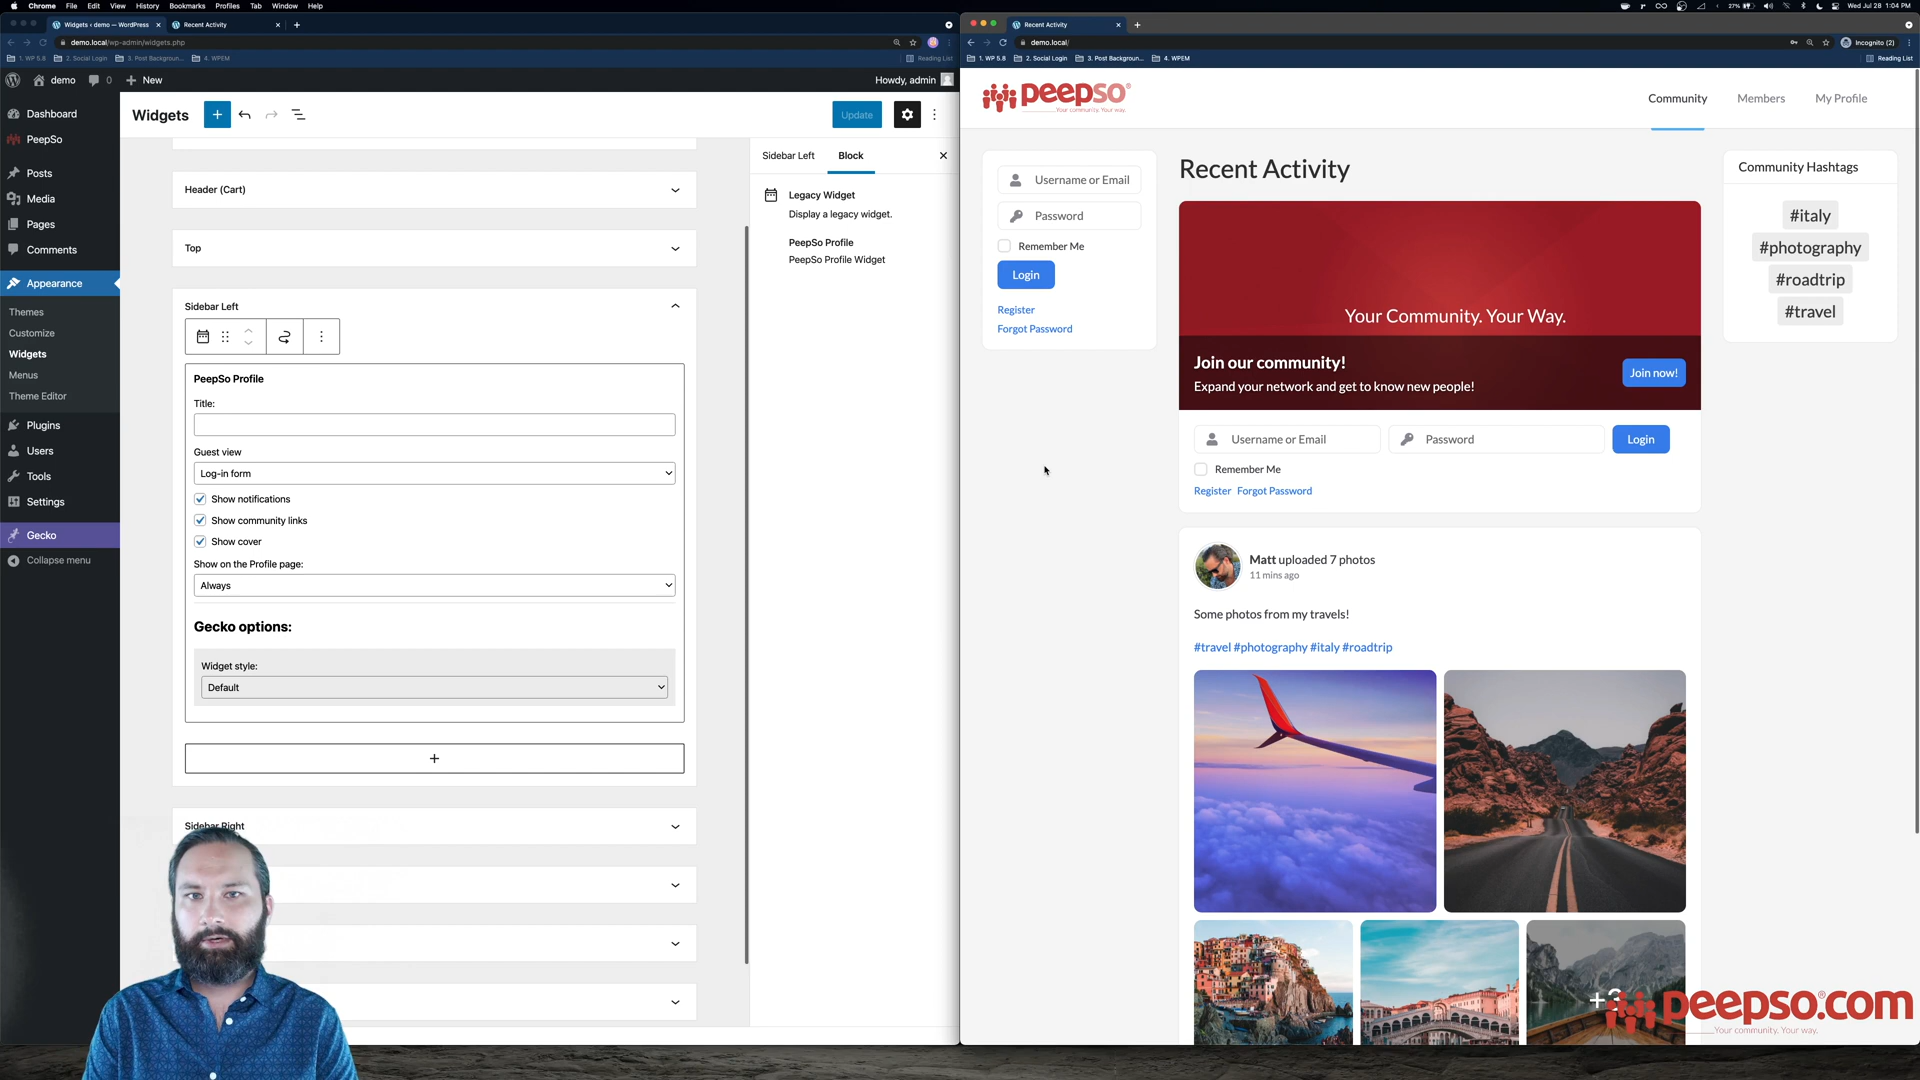 Chrome File Edit View History Bookmarks Profiles Tab Window Help
27% Wed Jul 28 1:04 PM
Widgets ‹ demo — WordPress
Recent Activity
demo.local/wp-admin/widgets.php
1. WP 5.8 2. Social Login 3. Post Backgroun... 4. WPEM Reading List
demo 0 New
Howdy, admin
Dashboard
PeepSo
Posts
Media
Pages
Comments
Appearance
Themes
Customize
Widgets
Menus
Theme Editor
Plugins
Users
Tools
Settings
Gecko
Collapse menu
Widgets
Update
Header (Cart)
Top
Sidebar Left
PeepSo Profile
Title:
Guest view
Log-in form
Show notifications
Show community links
Show cover
Show on the Profile page:
Always
Gecko options:
Widget style:
Default
Sidebar Right
Sidebar Left Block
Legacy Widget
Display a legacy widget.
PeepSo Profile
PeepSo Profile Widget
Recent Activity
demo.local/
Incognito (2)
1. WP 5.8 2. Social Login 3. Post Backgroun... 4. WPEM Reading List
peepso®
Your community. Your way.
Community Members My Profile
Username or Email
Password
Remember Me
Login
Register
Forgot Password
Recent Activity
Your Community. Your Way.
Join our community!
Expand your network and get to know new people!
Join now!
Username or Email Password Login
Remember Me
Register Forgot Password
Matt uploaded 7 photos
11 mins ago
Some photos from my travels!
#travel #photography #italy #roadtrip
Community Hashtags
#italy
#photography
#roadtrip
#travel
peepso®.com
Your community. Your way.